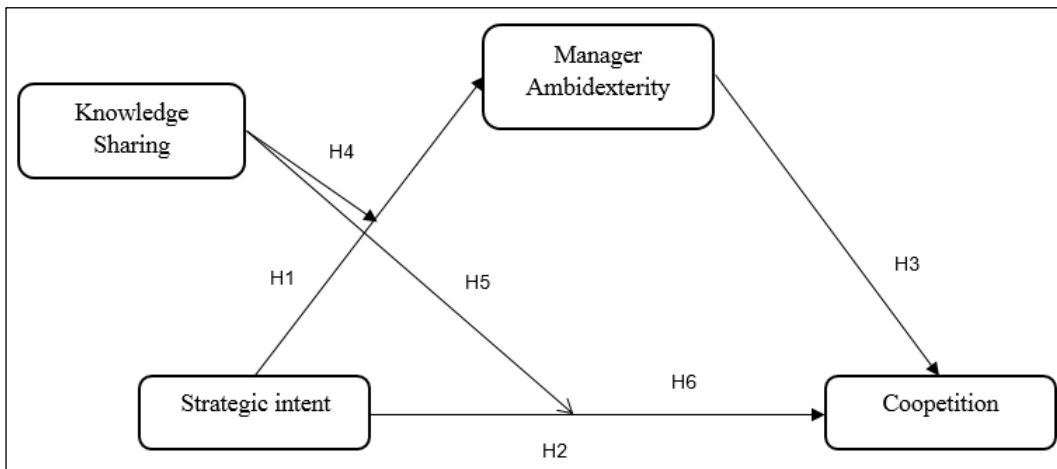 Manager
Ambidexterity
Knowledge
Sharing
H4
H1
H5
H3
H6
Strategic intent
Coopetition
H2